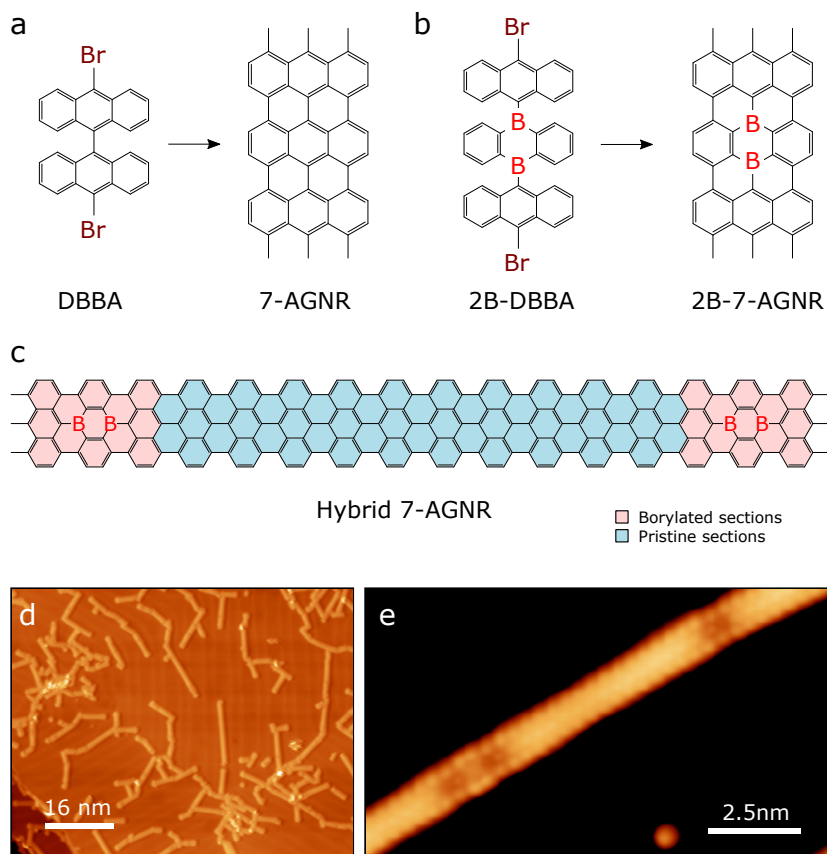 a
b
Br
Br
B
B
B
B
Br
Br
DBBA
7-AGNR
2B-DBBA
2B-7-AGNR
c
B B
B B
Hybrid 7-AGNR
Borylated sections
Pristine sections
d
e
16 nm
2.5nm